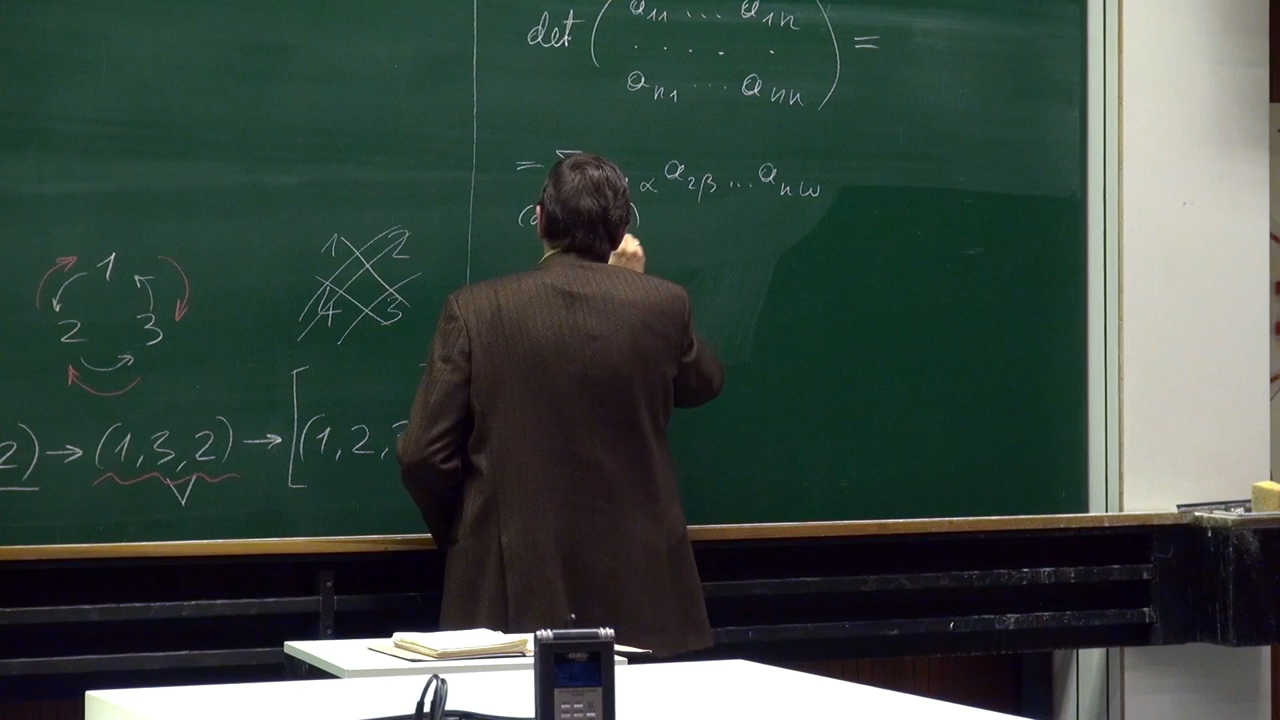 1
2 3
1 2
4 3
2) → (1,3,2) → [(1,2,
det ( a₁₁ ... a₁ₙ
. . . . .
aₙ₁ ... aₙₙ ) =
= α a₂β ... aₙω
( )